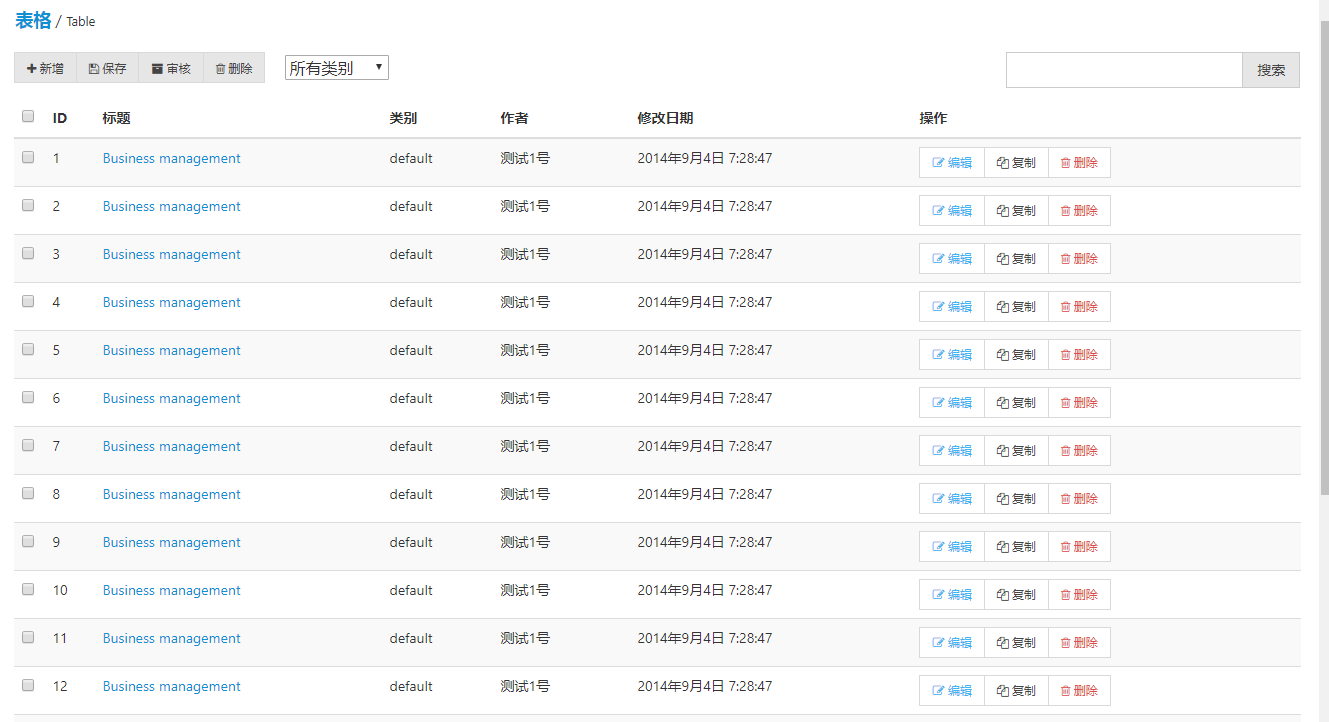 表格 / Table
新增 保存 审核 删除 所有类别 搜索
ID 标题 类别 作者 修改日期 操作
1 Business management default 测试1号 2014年9月4日 7:28:47 编辑 复制 删除
2 Business management default 测试1号 2014年9月4日 7:28:47 编辑 复制 删除
3 Business management default 测试1号 2014年9月4日 7:28:47 编辑 复制 删除
4 Business management default 测试1号 2014年9月4日 7:28:47 编辑 复制 删除
5 Business management default 测试1号 2014年9月4日 7:28:47 编辑 复制 删除
6 Business management default 测试1号 2014年9月4日 7:28:47 编辑 复制 删除
7 Business management default 测试1号 2014年9月4日 7:28:47 编辑 复制 删除
8 Business management default 测试1号 2014年9月4日 7:28:47 编辑 复制 删除
9 Business management default 测试1号 2014年9月4日 7:28:47 编辑 复制 删除
10 Business management default 测试1号 2014年9月4日 7:28:47 编辑 复制 删除
11 Business management default 测试1号 2014年9月4日 7:28:47 编辑 复制 删除
12 Business management default 测试1号 2014年9月4日 7:28:47 编辑 复制 删除